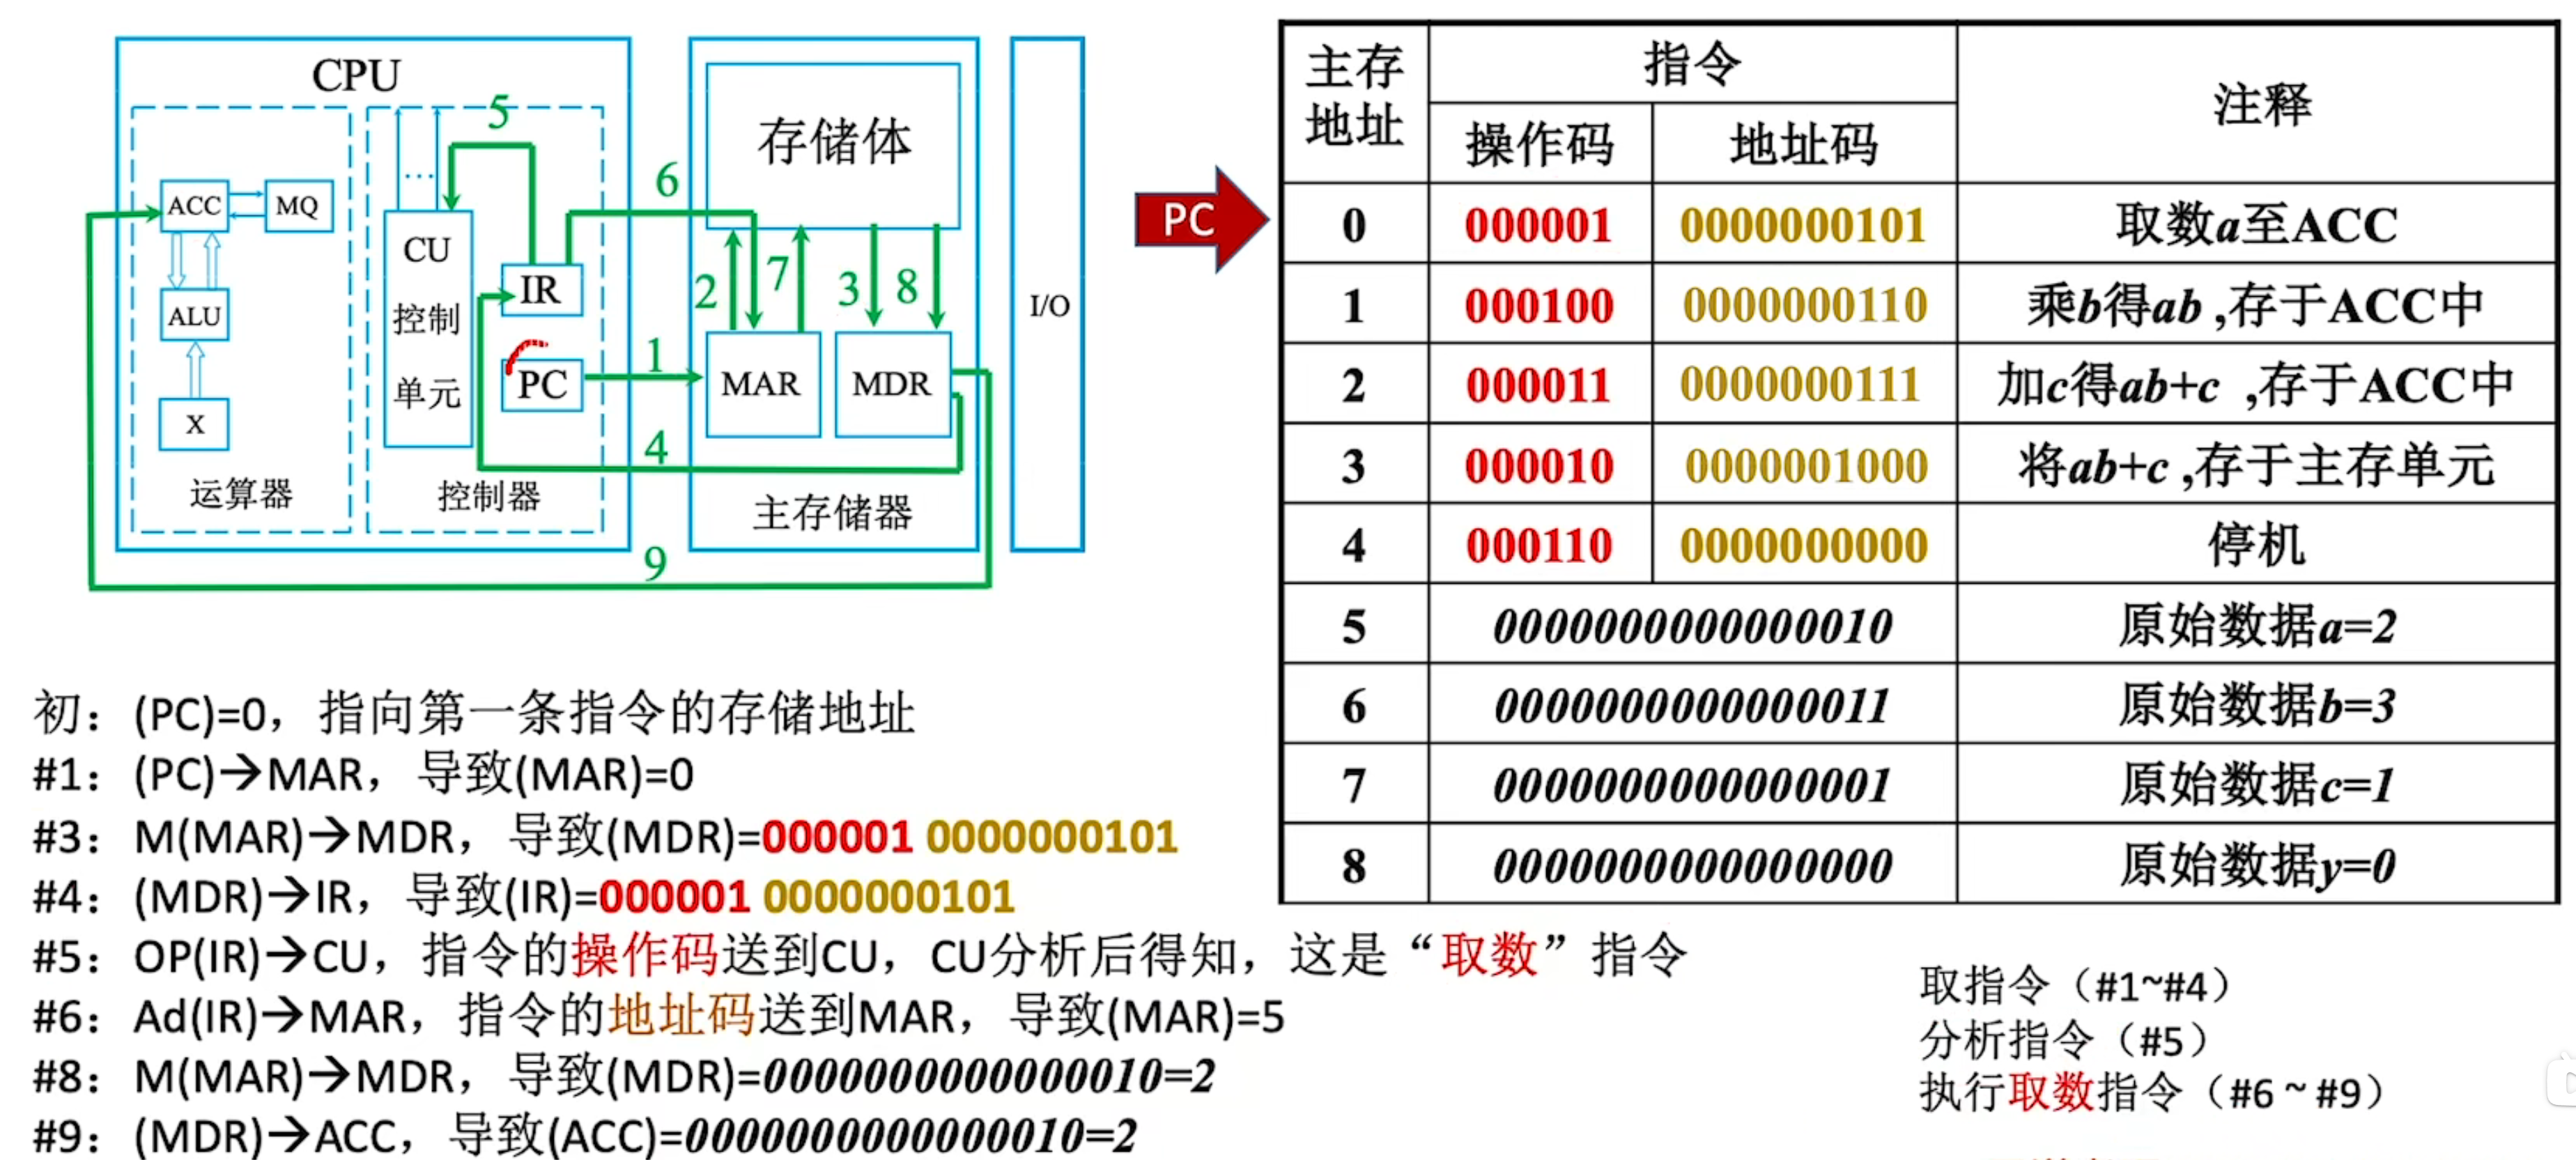 CPU
5
ACC
MQ
ALU
X
运算器
...
CU
控制
单元
IR
PC
控制器
6
1
4
9
存储体
2
7
3
8
MAR
MDR
主存储器
I/O
PC
主存地址 指令 注释
操作码 地址码
0 000001 0000000101 取数a至ACC
1 000100 0000000110 乘b得ab ,存于ACC中
2 000011 0000000111 加c得ab+c ,存于ACC中
3 000010 0000001000 将ab+c ,存于主存单元
4 000110 0000000000 停机
5 0000000000000010 原始数据a=2
6 0000000000000011 原始数据b=3
7 0000000000000001 原始数据c=1
8 0000000000000000 原始数据y=0
初：(PC)=0，指向第一条指令的存储地址
#1：(PC)→MAR，导致(MAR)=0
#3：M(MAR)→MDR，导致(MDR)=000001 0000000101
#4：(MDR)→IR，导致(IR)=000001 0000000101
#5：OP(IR)→CU，指令的操作码送到CU，CU分析后得知，这是“取数”指令
#6：Ad(IR)→MAR，指令的地址码送到MAR，导致(MAR)=5
#8：M(MAR)→MDR，导致(MDR)=0000000000000010=2
#9：(MDR)→ACC，导致(ACC)=0000000000000010=2
取指令（#1~#4）
分析指令（#5）
执行取数指令（#6 ~ #9）